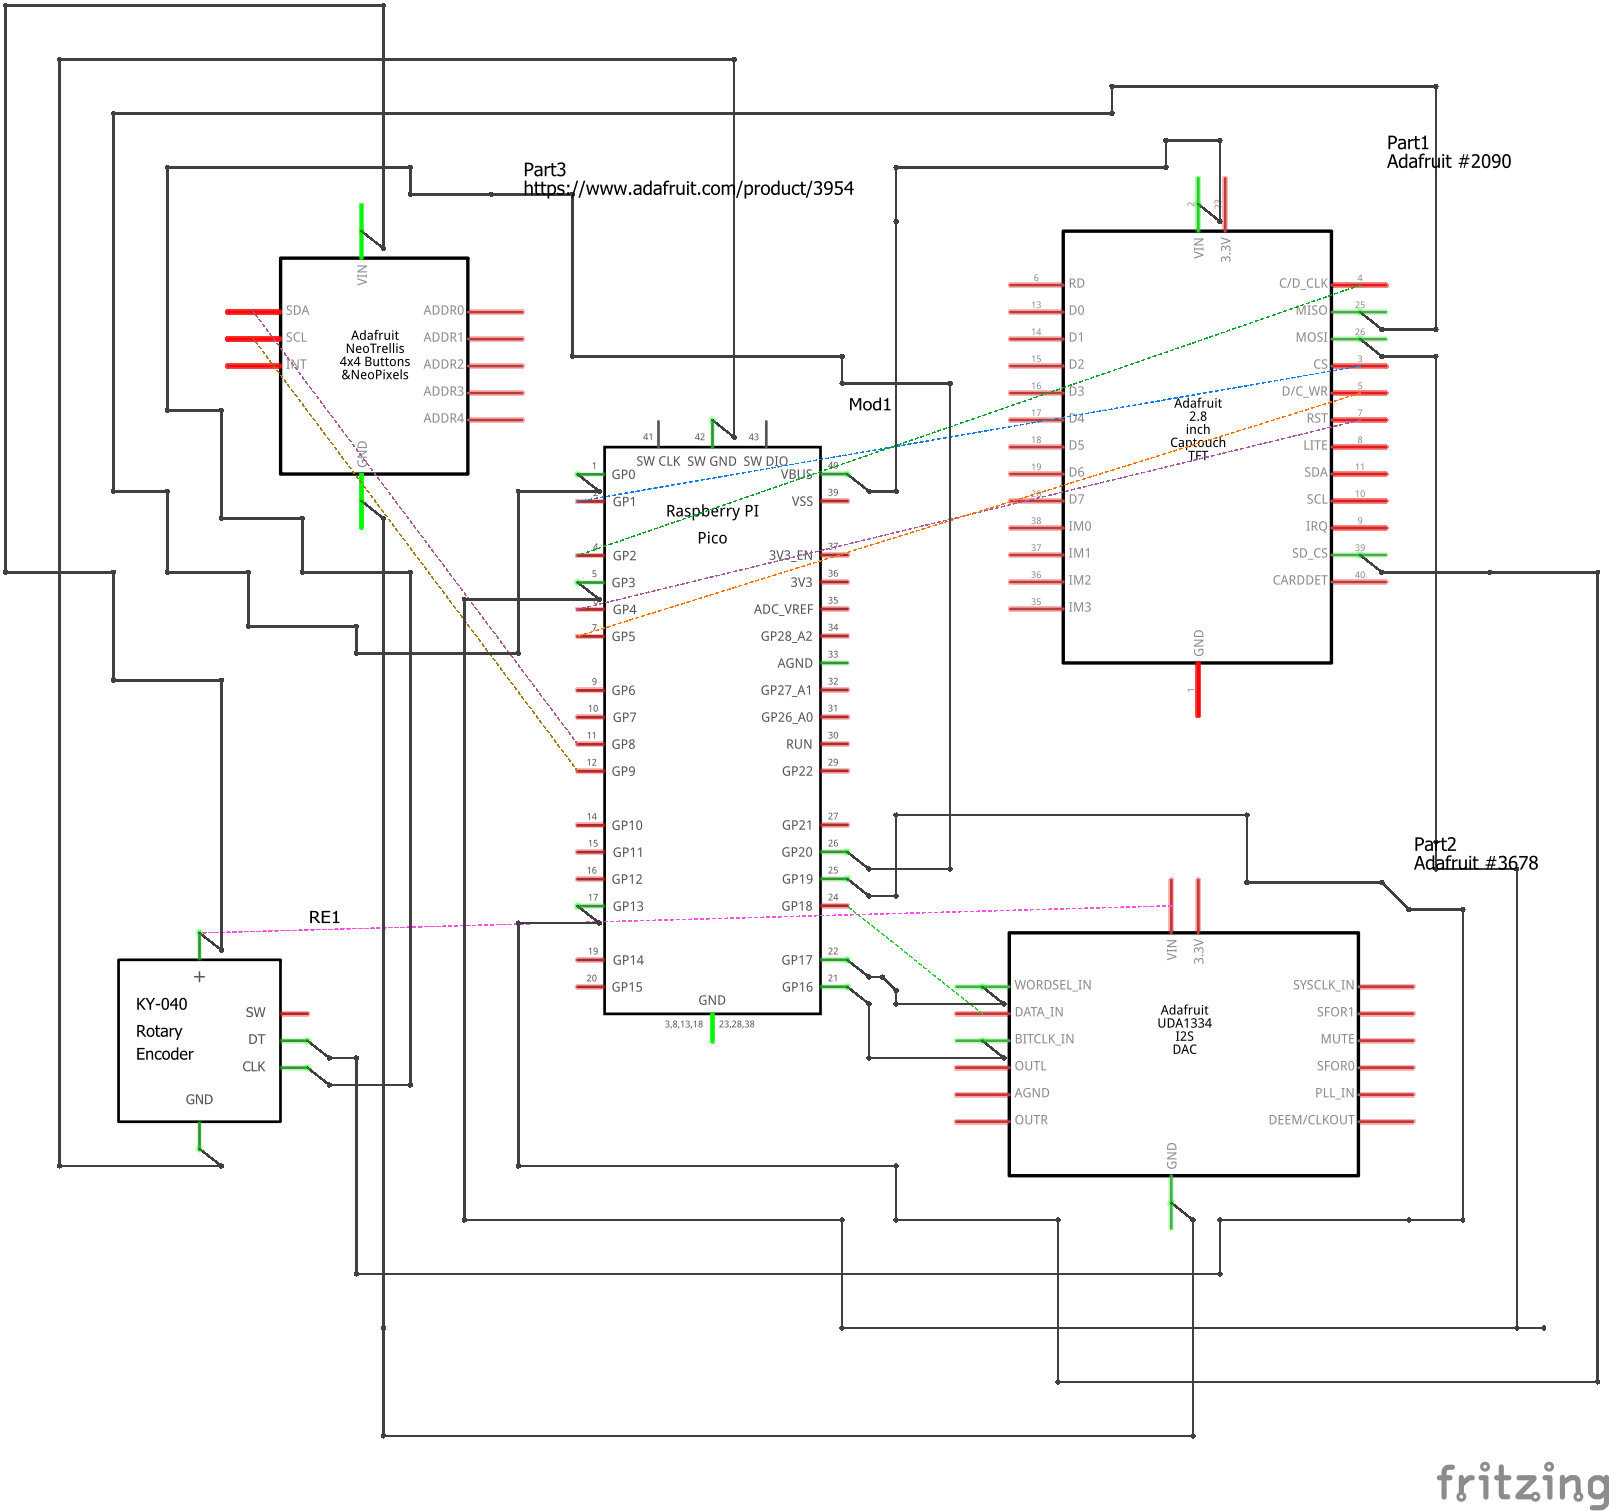 Part1
Adafruit #2090
Part3
https://www.adafruit.com/product/3954
2
23
VIN
3.3V
VIN
SDA
SCL
INT
Adafruit
NeoTrellis
4x4 Buttons
&NeoPixels
ADDR0
ADDR1
ADDR2
ADDR3
ADDR4
GND
6 RD
13 D0
14 D1
15 D2
16 D3
17 D4
18 D5
19 D6
20 D7
38 IM0
37 IM1
36 IM2
35 IM3
Adafruit
2.8
inch
Captouch
TFT
C/D_CLK 4
MISO 25
MOSI 26
CS 3
D/C_WR 5
RST 7
LITE 8
SDA 11
SCL 10
IRQ 9
SD_CS 39
CARDDET 40
GND
1
Mod1
41 42 43
SW CLK SW GND SW DIO
Raspberry PI
Pico
1 GP0
2 GP1
4 GP2
5 GP3
6 GP4
7 GP5
9 GP6
10 GP7
11 GP8
12 GP9
14 GP10
15 GP11
16 GP12
17 GP13
19 GP14
20 GP15
VBUS 40
VSS 39
3V3_EN 37
3V3 36
ADC_VREF 35
GP28_A2 34
AGND 33
GP27_A1 32
GP26_A0 31
RUN 30
GP22 29
GP21 27
GP20 26
GP19 25
GP18 24
GP17 22
GP16 21
GND
3,8,13,18 23,28,38
Part2
Adafruit #3678
RE1
+
KY-040
Rotary
Encoder
SW
DT
CLK
GND
VIN
3.3V
WORDSEL_IN
DATA_IN
BITCLK_IN
OUTL
AGND
OUTR
Adafruit
UDA1334
I2S
DAC
SYSCLK_IN
SFOR1
MUTE
SFOR0
PLL_IN
DEEM/CLKOUT
GND
fritzing